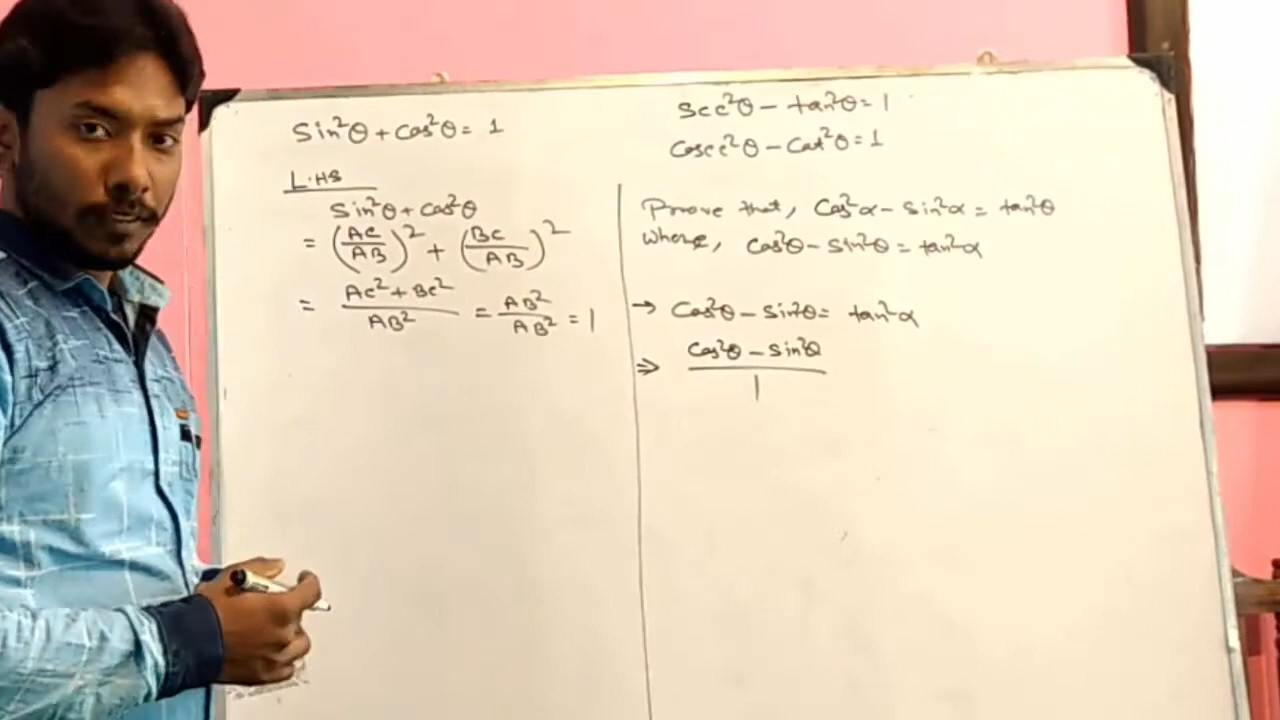 Sin²θ + Cos²θ = 1
L.HS
Sin²θ + Cos²θ
= (AC/AB)² + (BC/AB)²
= (AC² + BC²)/AB² = AB²/AB² = 1
Sec²θ − tan²θ = 1
Cosec²θ − Cot²θ = 1
Prove that, Cos²α − Sin²α = tan²θ
where, Cos²θ − Sin²θ = tan²α
→ Cos²θ − Sin²θ = tan²α
⇒ (Cos²θ − Sin²θ)/1